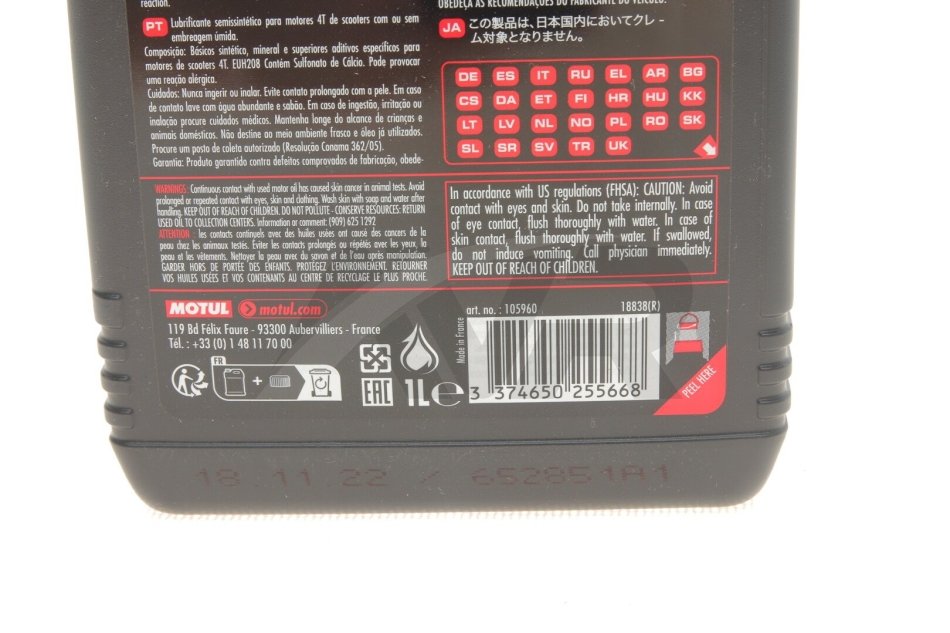 reaction.
PT Lubrificante semissintético para motores 4T de scooters com ou sem
embreagem úmida.
Composição: Básicos sintético, mineral e superiores aditivos específicos para
motores de scooters 4T. EUH208 Contém Sulfonato de Cálcio. Pode provocar
uma reação alérgica.
Cuidados: Nunca ingerir ou inalar. Evite contato prolongado com a pele. Em caso
de contato lave com água abundante e sabão. Em caso de ingestão, irritação ou
inalação procure cuidados médicos. Mantenha longe do alcance de crianças e
animais domésticos. Não destine ao meio ambiente frasco e óleo já utilizados.
Procure um posto de coleta autorizado (Resolução Conama 362/05).
Garantia: Produto garantido contra defeitos comprovados de fabricação, obede-
OBEDEÇA AS RECOMENDAÇÕES DO FABRICANTE DO VEÍCULO.
JA この製品は、日本国内においてクレ-
ム対象となりません。
DE ES IT RU EL AR BG
CS DA ET FI HR HU KK
LT LV NL NO PL RO SK
SL SR SV TR UK
WARNINGS Continuous contact with used motor oil has caused skin cancer in animal tests. Avoid
prolonged or repeated contact with eyes, skin and clothing. Wash skin with soap and water after
handling. KEEP OUT OF REACH OF CHILDREN. DO NOT POLLUTE - CONSERVE RESOURCES: RETURN
USED OIL TO COLLECTION CENTERS. Information or comment: (909) 625 1292
ATTENTION : les contacts continuels avec des huiles usées ont causé des cancers de la
peau chez les animaux testés. Éviter les contacts prolongés ou répétés avec les yeux, la
peau et les vêtements. Nettoyer la peau avec du savon et de l'eau après manipulation.
GARDER HORS DE PORTÉE DES ENFANTS. PROTÉGEZ L'ENVIRONNEMENT. RETOURNER
VOS HUILES USÉES ET VOS CONTENANTS AU CENTRE DE RECYCLAGE LE PLUS PROCHE.
In accordance with US regulations (FHSA): CAUTION: Avoid
contact with eyes and skin. Do not take internally. In case
of eye contact, flush thoroughly with water. In case of
skin contact, flush thoroughly with water. If swallowed,
do not induce vomiting. Call physician immediately.
KEEP OUT OF REACH OF CHILDREN.
MOTUL motul.com
119 Bd Félix Faure - 93300 Aubervilliers - France
Tél. : +33 (0) 1 48 11 70 00
FR
EAC 1L e
Made in France
art. no. : 105960 18838(R)
3 374650 255668
PEEL HERE
18.11.22 / 652851A1